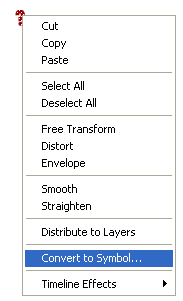 Cut
Copy
Paste
Select All
Deselect All
Free Transform
Distort
Envelope
Smooth
Straighten
Distribute to Layers
Convert to Symbol...
Timeline Effects